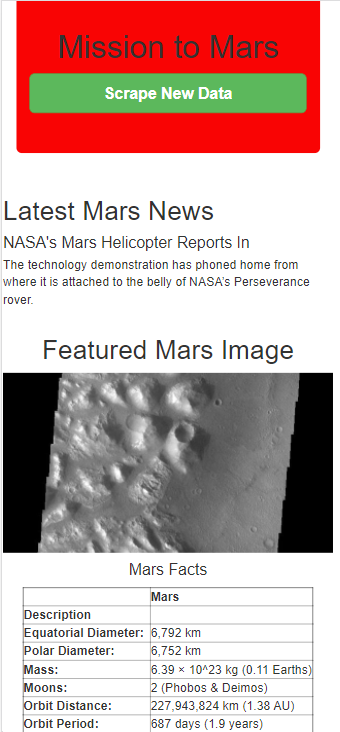 Mission to Mars
Scrape New Data
Latest Mars News
NASA's Mars Helicopter Reports In
The technology demonstration has phoned home from
where it is attached to the belly of NASA's Perseverance
rover.
Featured Mars Image
Mars Facts
Mars
Description
Equatorial Diameter: 6,792 km
Polar Diameter: 6,752 km
Mass: 6.39 × 10^23 kg (0.11 Earths)
Moons: 2 (Phobos & Deimos)
Orbit Distance: 227,943,824 km (1.38 AU)
Orbit Period: 687 days (1.9 years)